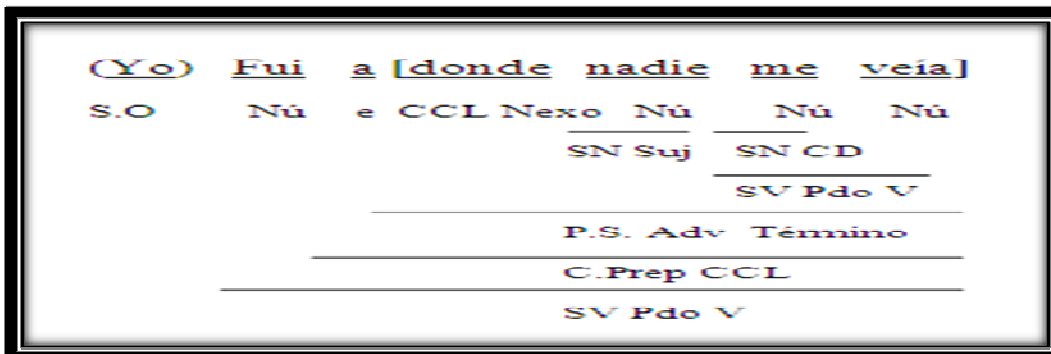 (Yo) Fui a [donde nadie me veía]
S.O Nú e CCL Nexo Nú Nú Nú
SN Suj SN CD
SV Pdo V
P.S. Adv Término
C.Prep CCL
SV Pdo V